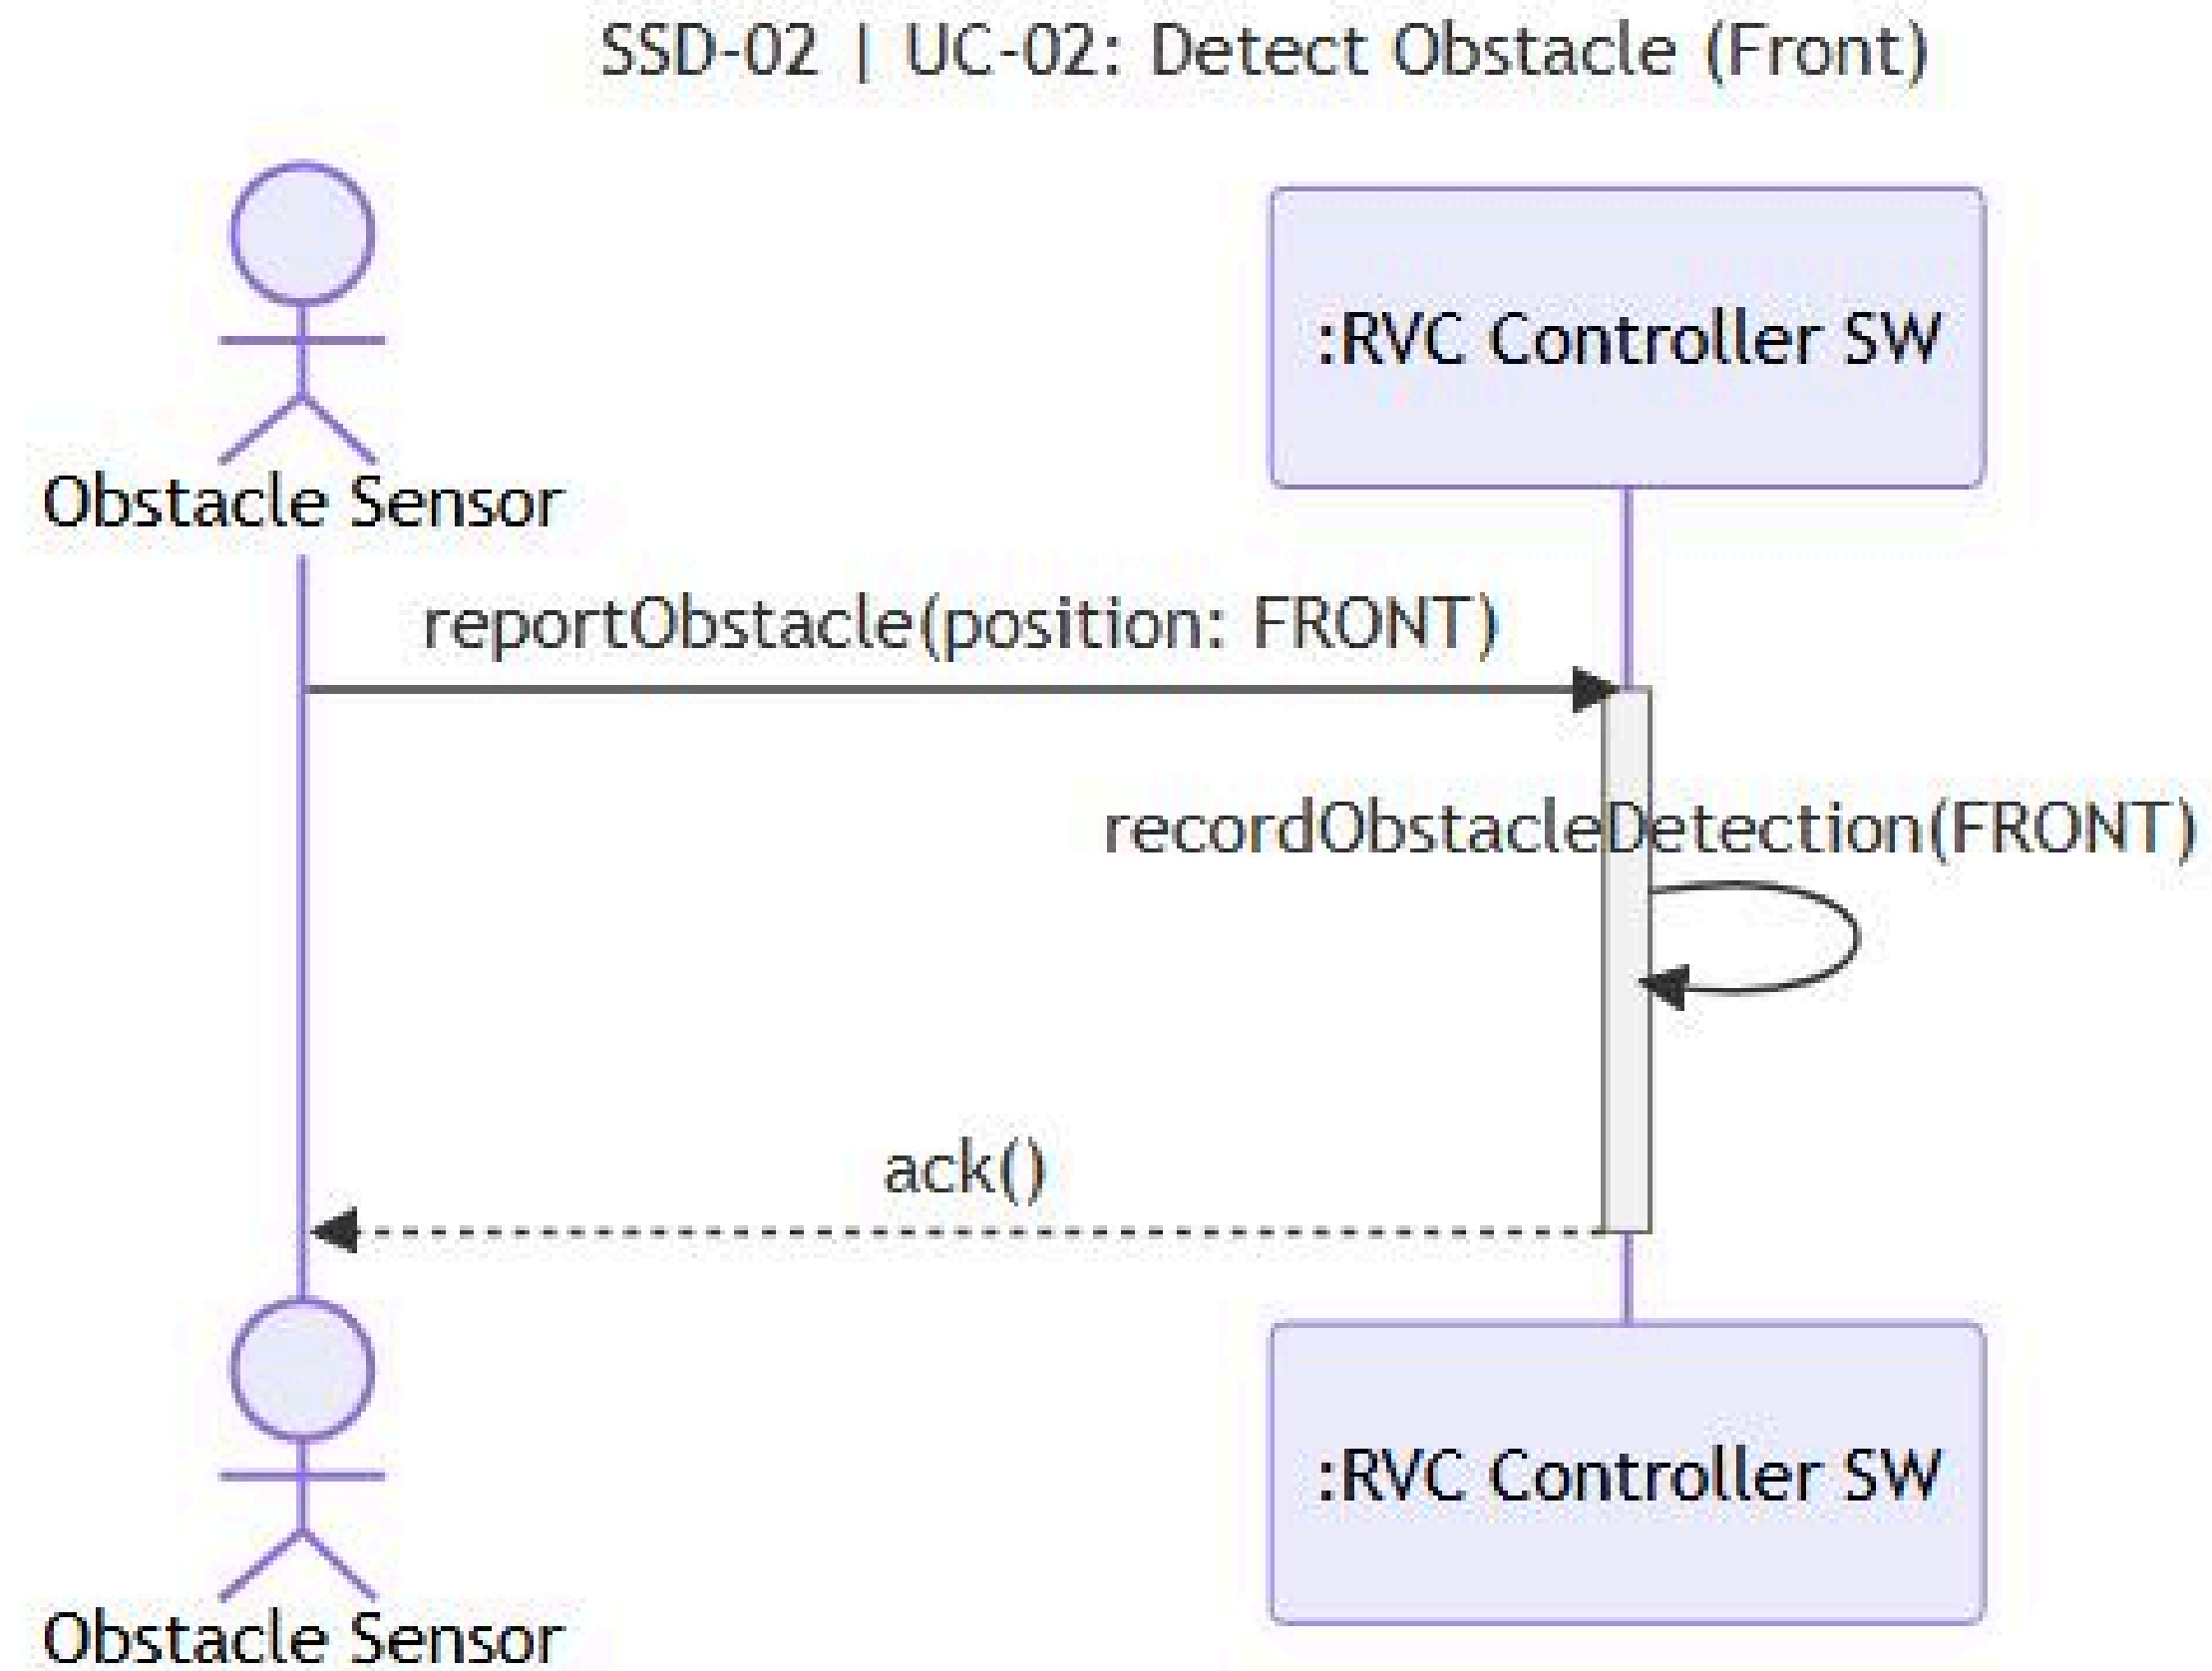 SSD-02 | UC-02: Detect Obstacle (Front)
:RVC Controller SW
Obstacle Sensor
reportObstacle(position: FRONT)
recordObstacleDetection(FRONT)
ack()
:RVC Controller SW
Obstacle Sensor